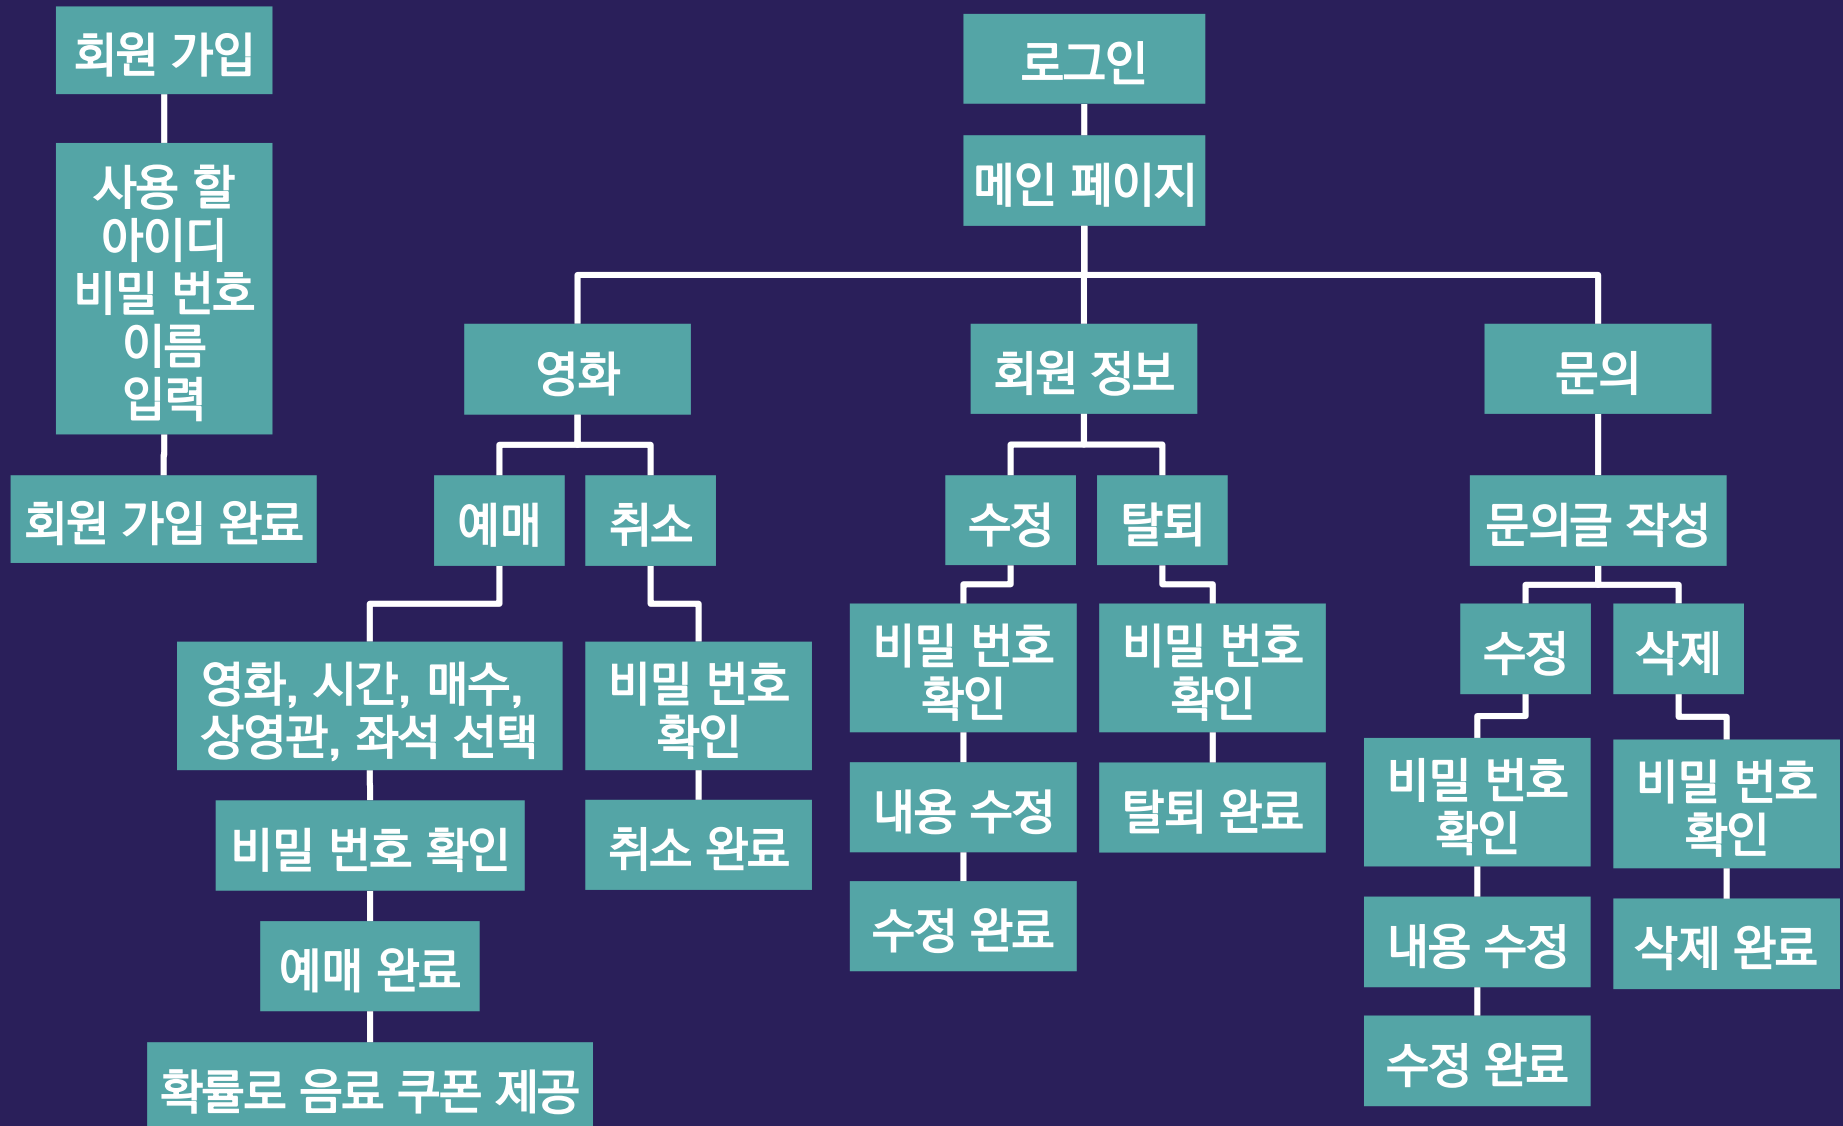 회원 가입
사용 할
아이디
비밀 번호
이름
입력
회원 가입 완료
로그인
메인 페이지
영화
예매
영화, 시간, 매수,
상영관, 좌석 선택
비밀 번호 확인
예매 완료
확률로 음료 쿠폰 제공
취소
비밀 번호
확인
취소 완료
회원 정보
수정
비밀 번호
확인
내용 수정
수정 완료
탈퇴
비밀 번호
확인
탈퇴 완료
문의
문의글 작성
수정
비밀 번호
확인
내용 수정
수정 완료
삭제
비밀 번호
확인
삭제 완료